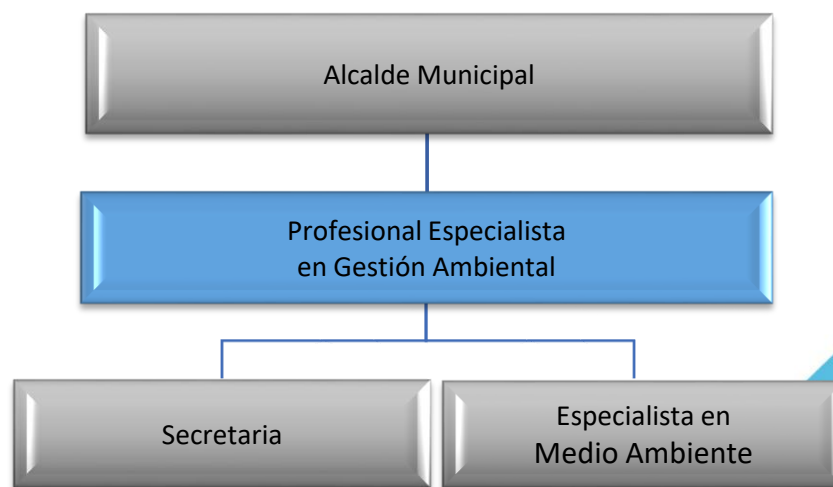 Alcalde Municipal
Profesional Especialista
en Gestión Ambiental
Secretaria
Especialista en
Medio Ambiente